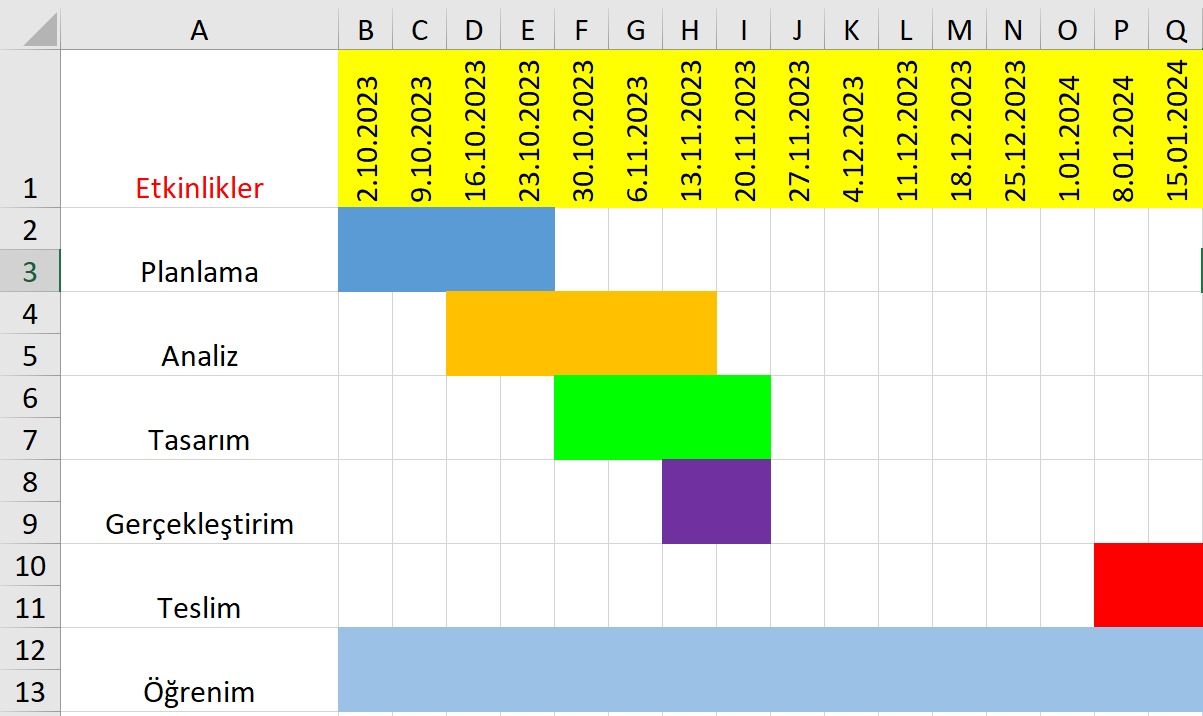 A B C D E F G H I J K L M N O P Q
1 Etkinlikler 2.10.2023 9.10.2023 16.10.2023 23.10.2023 30.10.2023 6.11.2023 13.11.2023 20.11.2023 27.11.2023 4.12.2023 11.12.2023 18.12.2023 25.12.2023 1.01.2024 8.01.2024 15.01.2024
2
3 Planlama
4
5 Analiz
6
7 Tasarım
8
9 Gerçekleştirim
10
11 Teslim
12
13 Öğrenim